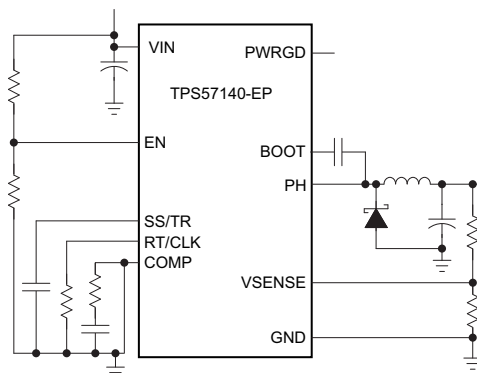 VIN
PWRGD
TPS57140-EP
EN
BOOT
PH
SS/TR
RT/CLK
COMP
VSENSE
GND